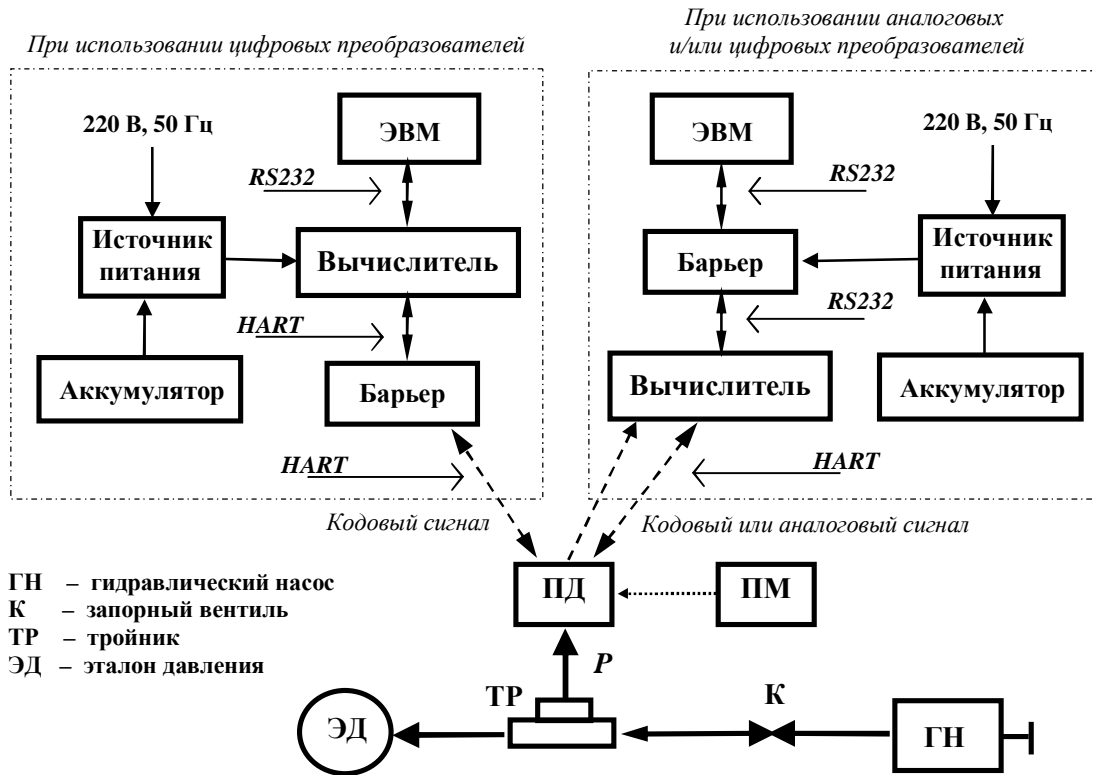 При использовании цифровых преобразователей
220 В, 50 Гц
ЭВМ
RS232
Источник
питания
Вычислитель
HART
Аккумулятор
Барьер
HART
Кодовый сигнал
При использовании аналоговых
и/или цифровых преобразователей
ЭВМ
220 В, 50 Гц
RS232
Барьер
Источник
питания
RS232
Вычислитель
Аккумулятор
HART
Кодовый или аналоговый сигнал
ГН – гидравлический насос
К – запорный вентиль
ТР – тройник
ЭД – эталон давления
ПД
ПМ
P
ТР
К
ЭД
ГН